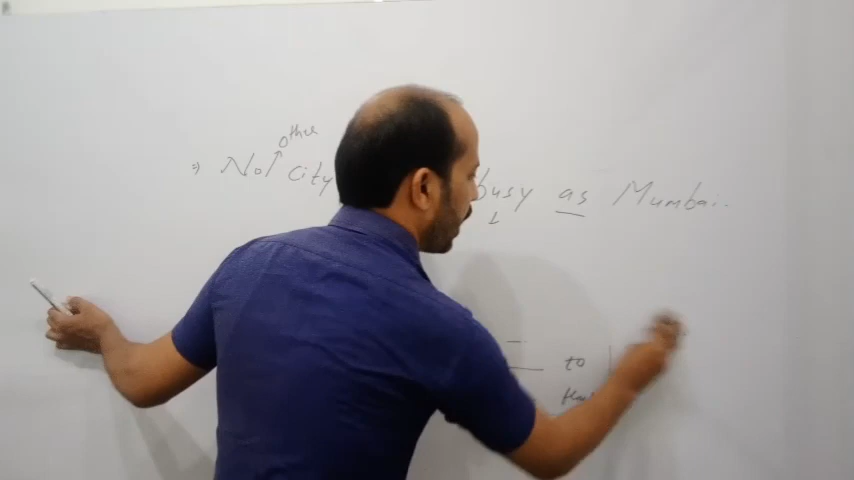 other
⇒ No City busy as Mumbai.
to